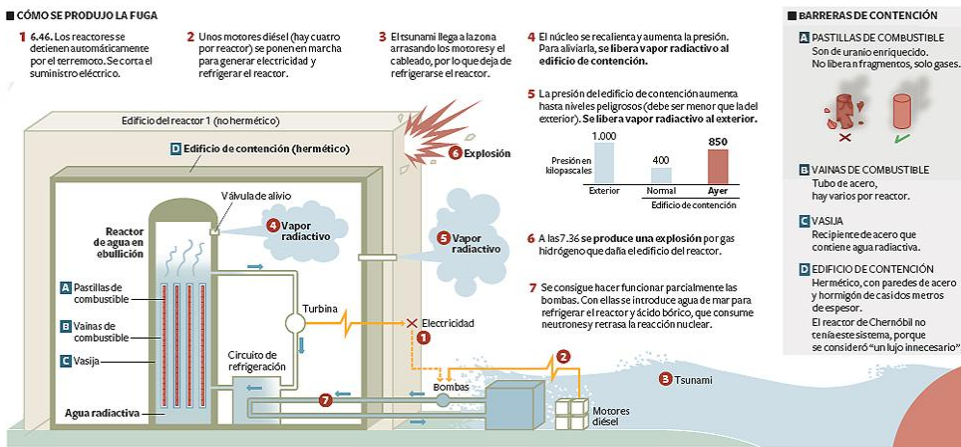 CÓMO SE PRODUJO LA FUGA
1 6.46. Los reactores se
detienen automáticamente
por el terremoto. Se corta el
suministro eléctrico.
2 Unos motores diésel (hay cuatro
por reactor) se ponen en marcha
para generar electricidad y
refrigerar el reactor.
3 El tsunami llega a la zona
arrasando los motores y el
cableado, por lo que deja de
refrigerarse el reactor.
4 El núcleo se recalienta y aumenta la presión.
Para aliviarla, se libera vapor radiactivo al
edificio de contención.
5 La presión del edificio de contención aumenta
hasta niveles peligrosos (debe ser menor que la del
exterior). Se libera vapor radiactivo al exterior.
Presión en
kilopascales
1.000
Exterior
400
Normal
850
Ayer
Edificio de contención
6 A las 7.36 se produce una explosión por gas
hidrógeno que daña el edificio del reactor.
7 Se consigue hacer funcionar parcialmente las
bombas. Con ellas se introduce agua de mar para
refrigerar el reactor y ácido bórico, que consume
neutrones y retrasa la reacción nuclear.
Edificio del reactor 1 (no hermético)
D Edificio de contención (hermético)
6 Explosión
Válvula de alivio
Reactor
de agua en
ebullición
4 Vapor
radiactivo
5 Vapor
radiactivo
A Pastillas de
combustible
B Vainas de
combustible
C Vasija
Turbina
Electricidad
1
Circuito de
refrigeración
Agua radiactiva
7
Bombas
2
Motores
diésel
3 Tsunami
BARRERAS DE CONTENCIÓN
A PASTILLAS DE COMBUSTIBLE
Son de uranio enriquecido.
No liberan fragmentos, solo gases.
B VAINAS DE COMBUSTIBLE
Tubo de acero,
hay varios por reactor.
C VASIJA
Recipiente de acero que
contiene agua radiactiva.
D EDIFICIO DE CONTENCIÓN
Hermético, con paredes de acero
y hormigón de casi dos metros
de espesor.
El reactor de Chernóbil no
tenía este sistema, porque
se consideró "un lujo innecesario"